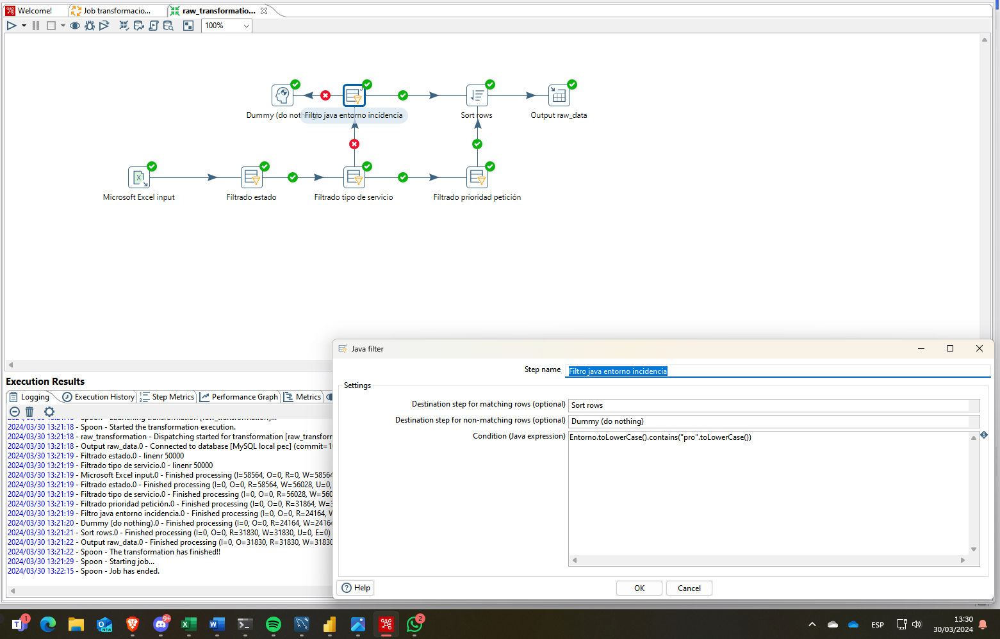 Welcome!
Job transformacio...
raw_transformatio...
100%
Dummy (do noth
Filtro java entorno incidencia
Sort rows
Output raw_data
Microsoft Excel input
Filtrado estado
Filtrado tipo de servicio
Filtrado prioridad petición
Execution Results
Logging
Execution History
Step Metrics
Performance Graph
Metrics
2024/03/30 13:21:18 - Spoon - Launching transformation [raw_transformation]...
2024/03/30 13:21:18 - Spoon - Started the transformation execution.
2024/03/30 13:21:18 - raw_transformation - Dispatching started for transformation [raw_transform
2024/03/30 13:21:18 - Output raw_data.0 - Connected to database [MySQL local pec] (commit=1
2024/03/30 13:21:19 - Filtrado estado.0 - linenr 50000
2024/03/30 13:21:19 - Filtrado tipo de servicio.0 - linenr 50000
2024/03/30 13:21:19 - Microsoft Excel input.0 - Finished processing (I=58564, O=0, R=0, W=58564
2024/03/30 13:21:19 - Filtrado estado.0 - Finished processing (I=0, O=0, R=58564, W=56028, U=0,
2024/03/30 13:21:19 - Filtrado tipo de servicio.0 - Finished processing (I=0, O=0, R=56028, W=560
2024/03/30 13:21:19 - Filtrado prioridad petición.0 - Finished processing (I=0, O=0, R=31864, W=3
2024/03/30 13:21:19 - Filtro java entorno incidencia.0 - Finished processing (I=0, O=0, R=24164, W
2024/03/30 13:21:20 - Dummy (do nothing).0 - Finished processing (I=0, O=0, R=24164, W=24164
2024/03/30 13:21:21 - Sort rows.0 - Finished processing (I=0, O=0, R=31830, W=31830, U=0, E=0)
2024/03/30 13:21:22 - Output raw_data.0 - Finished processing (I=0, O=31830, R=31830, W=31830
2024/03/30 13:21:22 - Spoon - The transformation has finished!!
2024/03/30 13:21:29 - Spoon - Starting job...
2024/03/30 13:22:15 - Spoon - Job has ended.
Java filter
Step name
Filtro java entorno incidencia
Settings
Destination step for matching rows (optional)
Sort rows
Destination step for non-matching rows (optional)
Dummy (do nothing)
Condition (Java expression)
Entorno.toLowerCase().contains("pro".toLowerCase())
Help
OK
Cancel
1
NEW
9+
2
ESP
13:30
30/03/2024